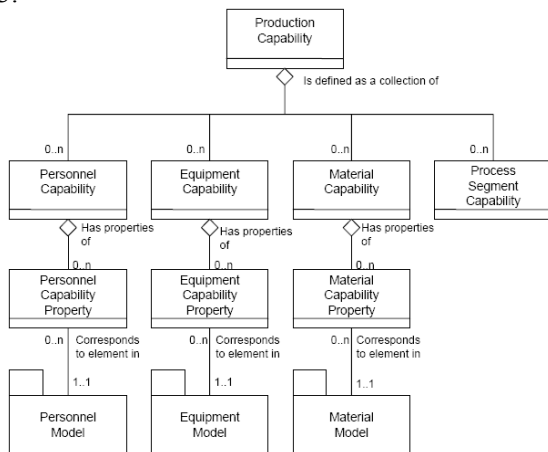 Production
Capability
Is defined as a collection of
0..n 0..n 0..n 0..n
Personnel
Capability
Equipment
Capability
Material
Capability
Process
Segment
Capability
Has properties
of
Has properties
of
Has properties
of
0..n 0..n 0..n
Personnel
Capability
Property
Equipment
Capability
Property
Material
Capability
Property
0..n Corresponds
to element in
0..n Corresponds
to element in
0..n Corresponds
to element in
1..1 1..1 1..1
Personnel
Model
Equipment
Model
Material
Model